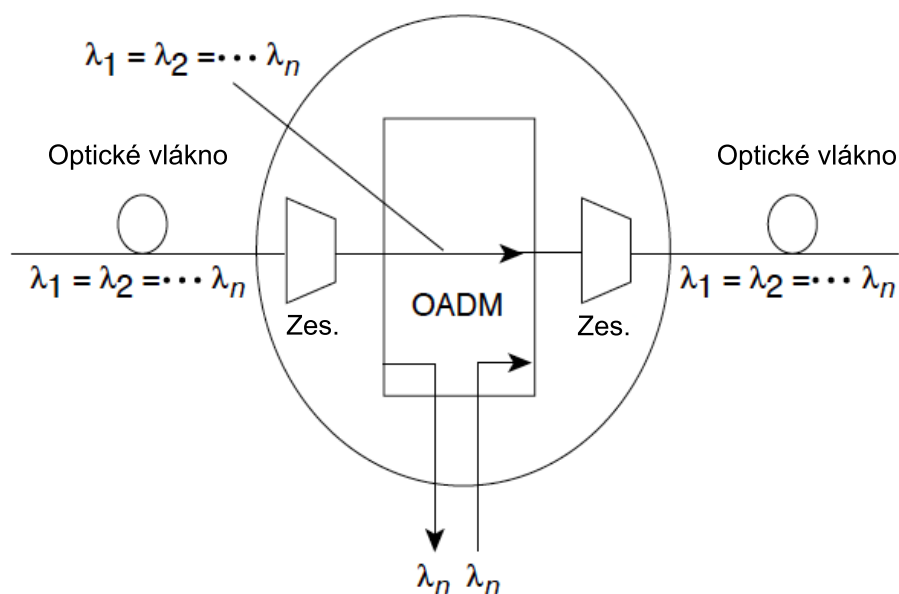 λ1 = λ2 =··· λn
Optické vlákno
Optické vlákno
λ1 = λ2 =··· λn
λ1 = λ2 =··· λn
OADM
Zes.
Zes.
λn λn